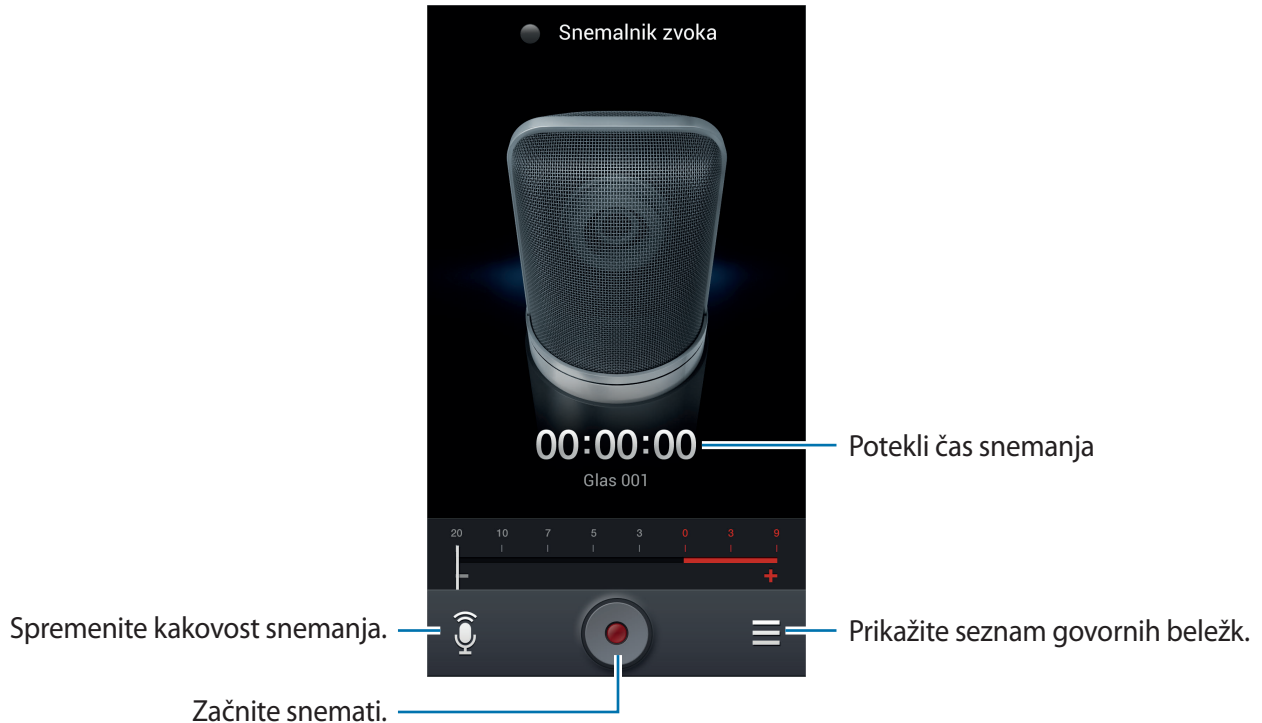 Snemalnik zvoka
00:00:00
Potekli čas snemanja
Glas 001
20 10 7 5 3 0 3 9
- +
Spremenite kakovost snemanja.
Prikažite seznam govornih beležk.
Začnite snemati.